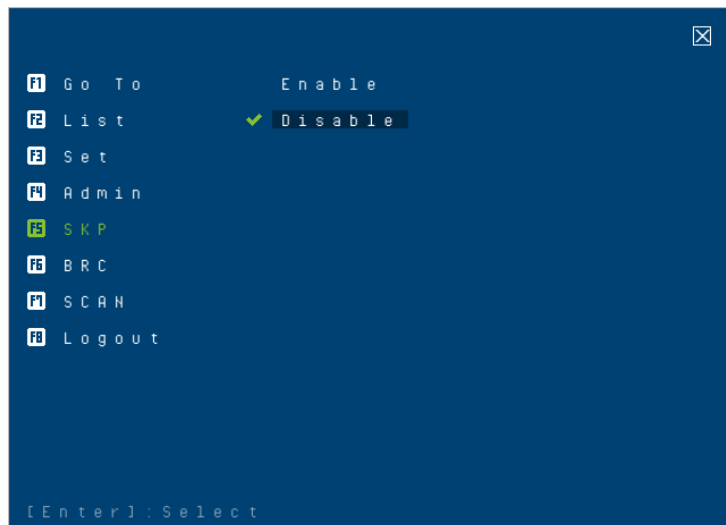 F1 Go To Enable
F2 List Disable
F3 Set
F4 Admin
F5 SKP
F6 BRC
F7 SCAN
F8 Logout
[Enter]:Select